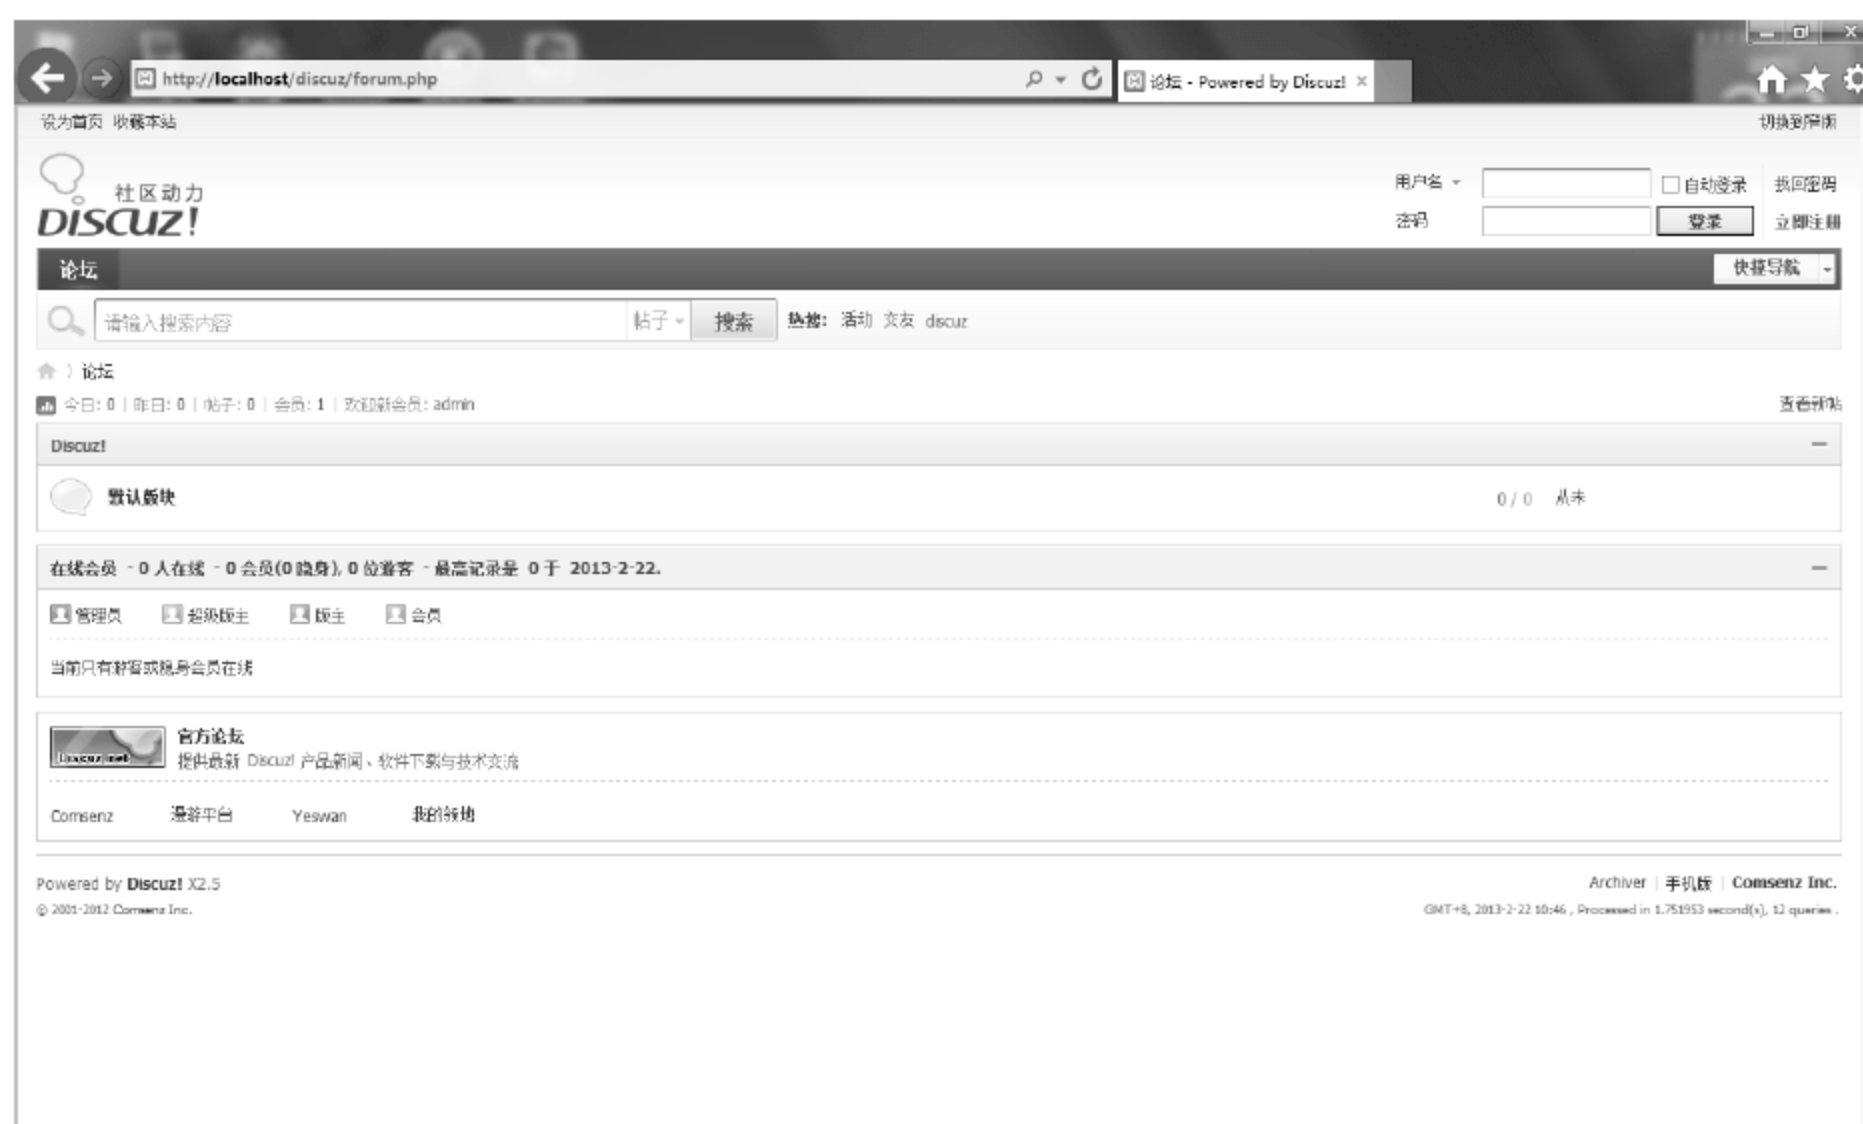 http://localhost/discuz/forum.php
论坛 - Powered by Discuz!
设为首页 收藏本站
切换到窄版
社区动力
DISCUZ!
用户名
自动登录 找回密码
密码
登录 立即注册
论坛
快捷导航
请输入搜索内容
帖子
搜索
热搜: 活动 交友 discuz
论坛
今日: 0 | 昨日: 0 | 帖子: 0 | 会员: 1 | 欢迎新会员: admin
查看新帖
Discuz!
默认版块
0 / 0 从未
在线会员 - 0 人在线 - 0 会员(0 隐身), 0 位游客 - 最高记录是 0 于 2013-2-22.
管理员 超级版主 版主 会员
当前只有游客或隐身会员在线
Discuz.net
官方论坛
提供最新 Discuz! 产品新闻、软件下载与技术交流
Comsenz 漫游平台 Yeswan 我的领地
Powered by Discuz! X2.5
Archiver | 手机版 | Comsenz Inc.
© 2001-2012 Comsenz Inc.
GMT+8, 2013-2-22 10:46 , Processed in 1.751953 second(s), 12 queries .